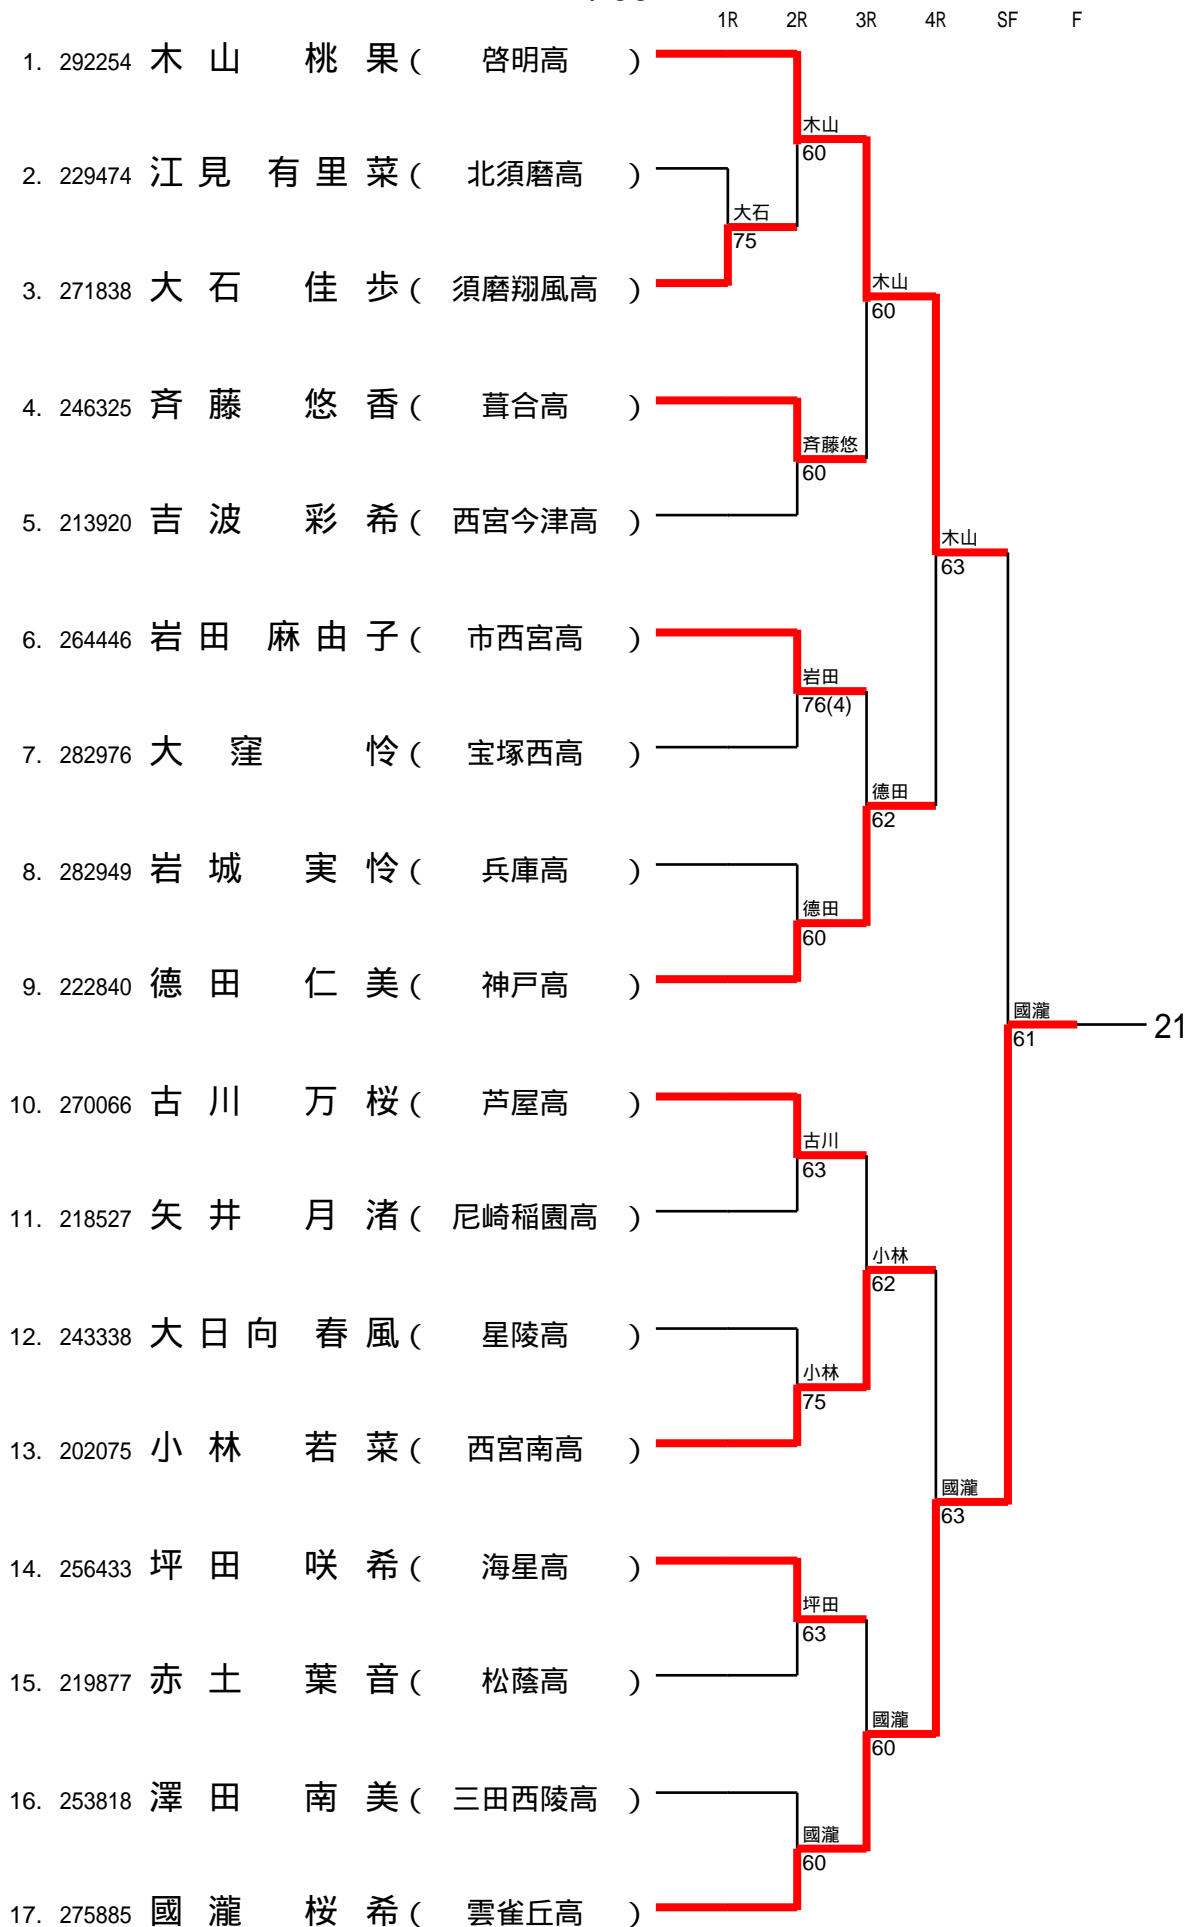 1R 2R 3R 4R SF F
1. 292254 木山 桃果 ( 啓明高 )
木山
60
2. 229474 江見 有里菜 ( 北須磨高 )
大石
75
3. 271838 大石 佳歩 ( 須磨翔風高 )
木山
60
4. 246325 斉藤 悠香 ( 葺合高 )
斉藤悠
60
5. 213920 吉波 彩希 ( 西宮今津高 )
木山
63
6. 264446 岩田 麻由子 ( 市西宮高 )
岩田
76(4)
7. 282976 大窪 怜 ( 宝塚西高 )
德田
62
8. 282949 岩城 実怜 ( 兵庫高 )
德田
60
9. 222840 德田 仁美 ( 神戸高 )
國瀧
61
21
10. 270066 古川 万桜 ( 芦屋高 )
古川
63
11. 218527 矢井 月渚 ( 尼崎稲園高 )
小林
62
12. 243338 大日向 春風 ( 星陵高 )
小林
75
13. 202075 小林 若菜 ( 西宮南高 )
國瀧
63
14. 256433 坪田 咲希 ( 海星高 )
坪田
63
15. 219877 赤土 葉音 ( 松蔭高 )
國瀧
60
16. 253818 澤田 南美 ( 三田西陵高 )
國瀧
60
17. 275885 國瀧 桜希 ( 雲雀丘高 )